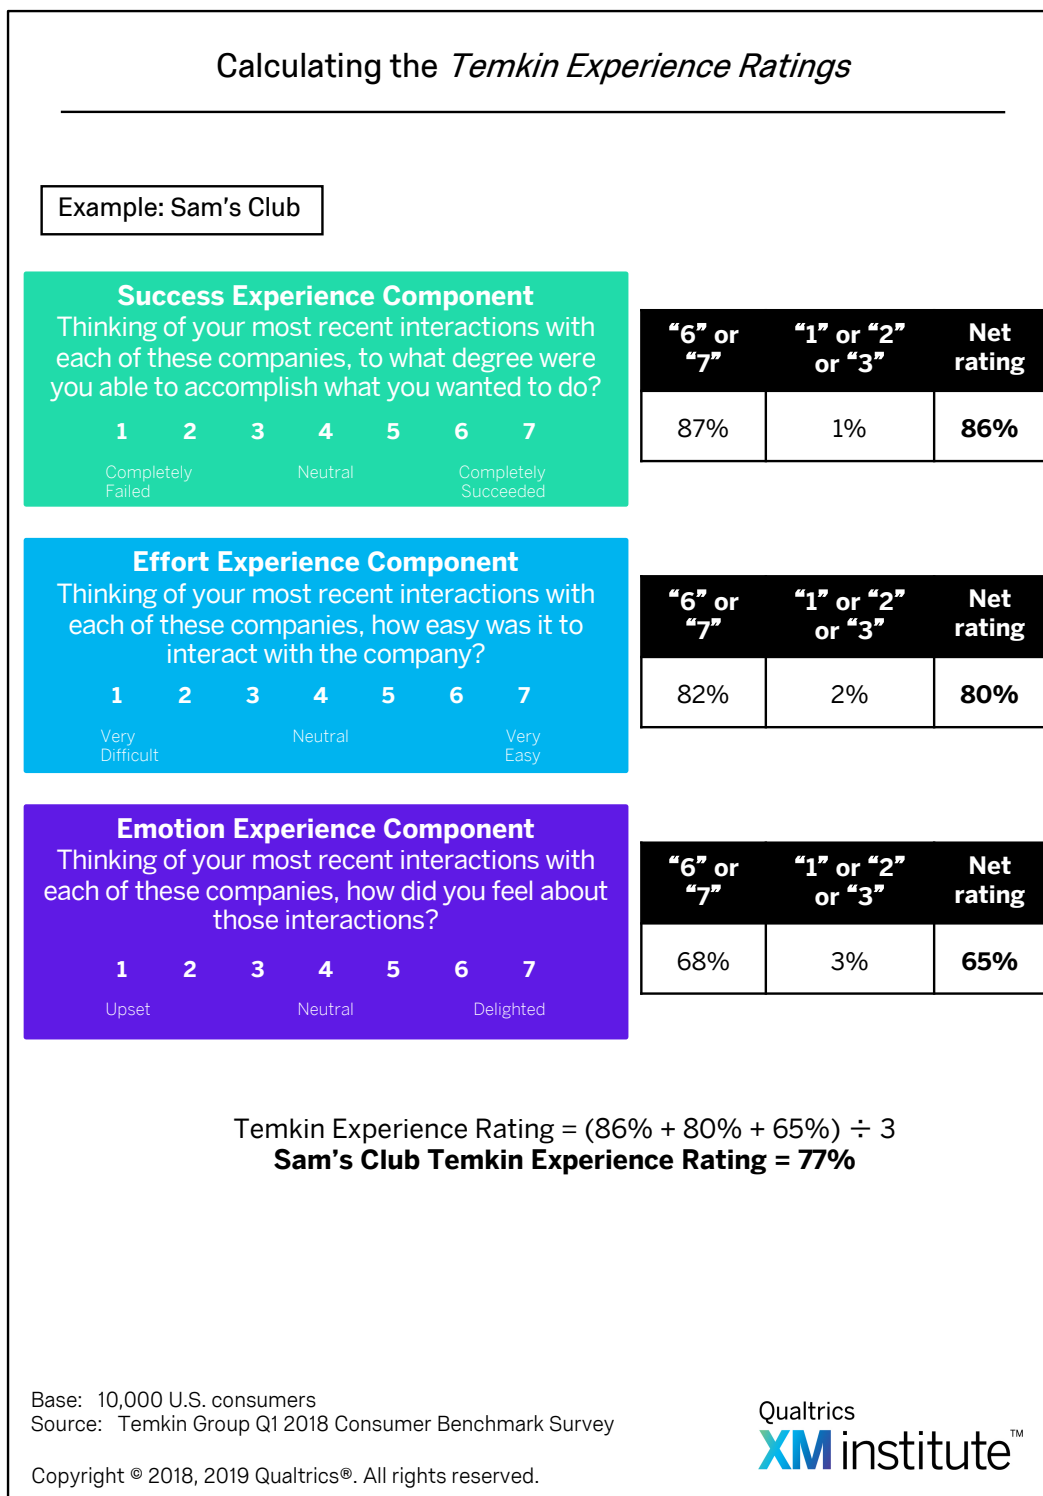 Calculating the Temkin Experience Ratings
Example: Sam's Club
Success Experience Component
Thinking of your most recent interactions with
each of these companies, to what degree were
you able to accomplish what you wanted to do?
1 2 3 4 5 6 7
Completely Neutral Completely
Failed Succeeded
"6" or "1" or "2" Net
"7" or "3" rating
87% 1% 86%
Effort Experience Component
Thinking of your most recent interactions with
each of these companies, how easy was it to
interact with the company?
1 2 3 4 5 6 7
Very Neutral Very
Difficult Easy
"6" or "1" or "2" Net
"7" or "3" rating
82% 2% 80%
Emotion Experience Component
Thinking of your most recent interactions with
each of these companies, how did you feel about
those interactions?
1 2 3 4 5 6 7
Upset Neutral Delighted
"6" or "1" or "2" Net
"7" or "3" rating
68% 3% 65%
Temkin Experience Rating = (86% + 80% + 65%) ÷ 3
Sam's Club Temkin Experience Rating = 77%
Base: 10,000 U.S. consumers
Source: Temkin Group Q1 2018 Consumer Benchmark Survey
Copyright © 2018, 2019 Qualtrics®. All rights reserved.
Qualtrics
XM institute™